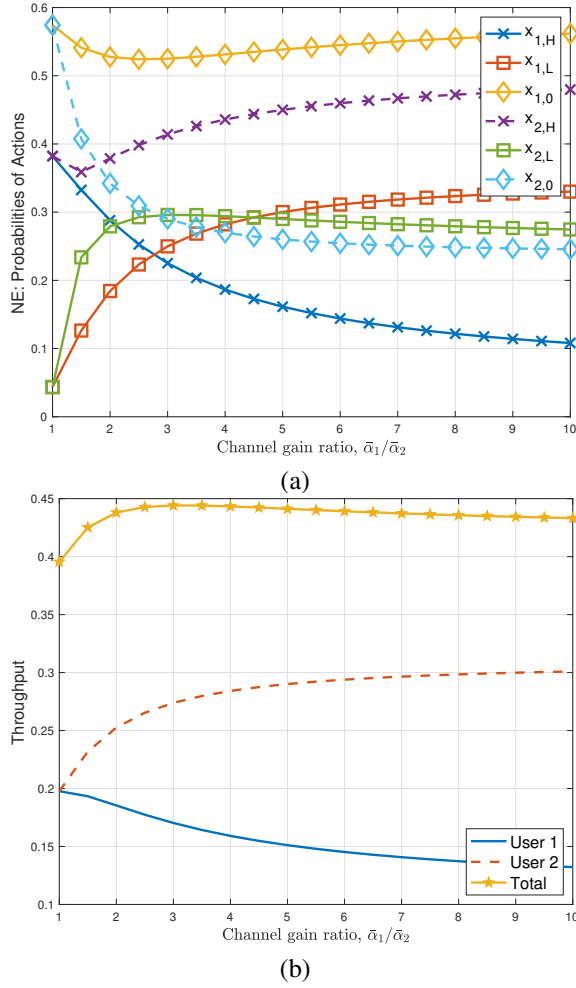 0.6
0.5
0.4
0.3
0.2
0.1
0
NE: Probabilities of Actions
x1,H
x1,L
x1,0
x2,H
x2,L
x2,0
1 2 3 4 5 6 7 8 9 10
Channel gain ratio, ᾱ1/ᾱ2
(a)
0.45
0.4
0.35
0.3
0.25
0.2
0.15
0.1
Throughput
User 1
User 2
Total
1 2 3 4 5 6 7 8 9 10
Channel gain ratio, ᾱ1/ᾱ2
(b)